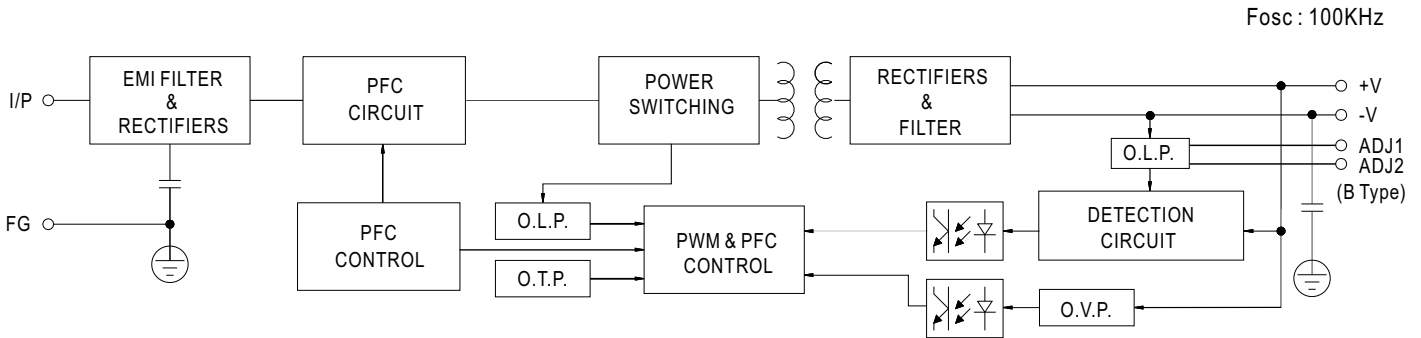 Fosc : 100KHz
I/P
EMI FILTER
&
RECTIFIERS
PFC
CIRCUIT
POWER
SWITCHING
RECTIFIERS
&
FILTER
+V
-V
O.L.P.
ADJ1
ADJ2
(B Type)
FG
PFC
CONTROL
O.L.P.
O.T.P.
PWM & PFC
CONTROL
DETECTION
CIRCUIT
O.V.P.